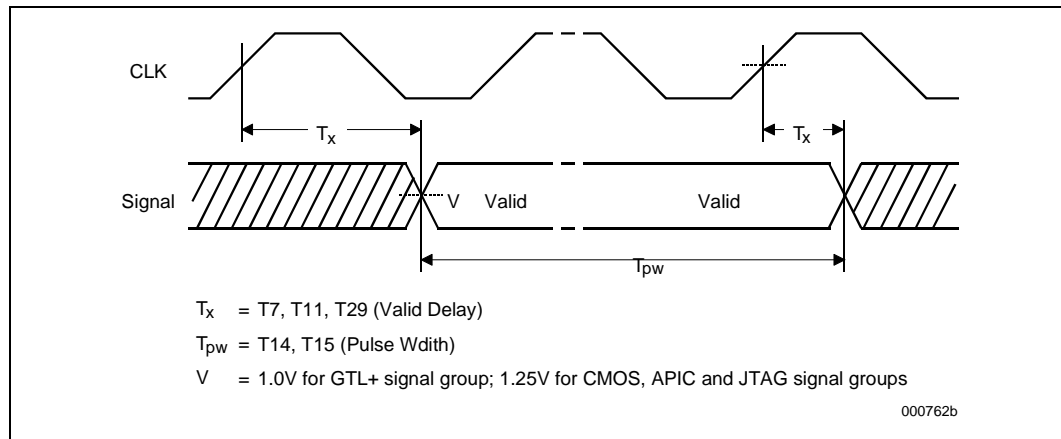 CLK
Tx
Tx
Signal
V Valid Valid
Tpw
Tx = T7, T11, T29 (Valid Delay)
Tpw = T14, T15 (Pulse Wdith)
V = 1.0V for GTL+ signal group; 1.25V for CMOS, APIC and JTAG signal groups
000762b